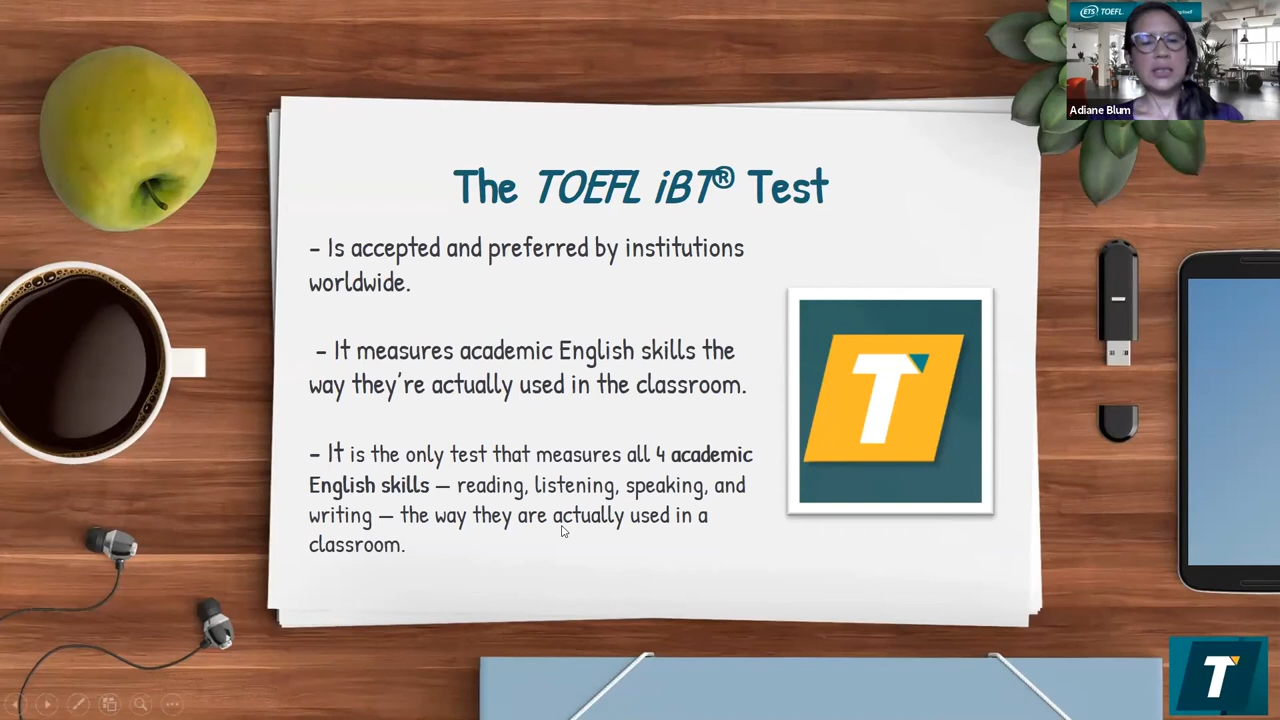 ETS TOEFL
Adiane Blum
The TOEFL iBT® Test
– Is accepted and preferred by institutions
worldwide.
– It measures academic English skills the
way they're actually used in the classroom.
– It is the only test that measures all 4 academic
English skills – reading, listening, speaking, and
writing – the way they are actually used in a
classroom.
T
T